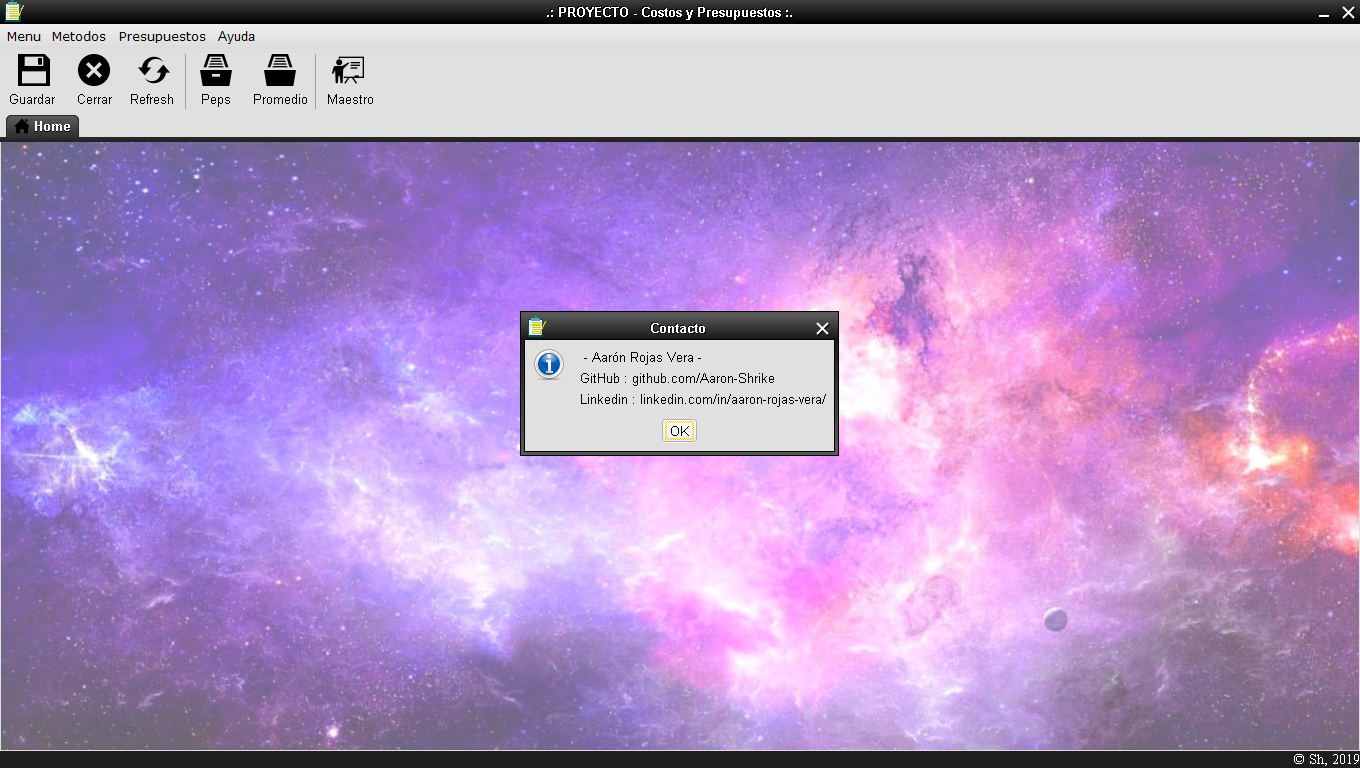 .: PROYECTO - Costos y Presupuestos :.
Menu Metodos Presupuestos Ayuda
Guardar Cerrar Refresh Peps Promedio Maestro
Home
Contacto
- Aarón Rojas Vera -
GitHub : github.com/Aaron-Shrike
Linkedin : linkedin.com/in/aaron-rojas-vera/
OK
© Sh, 2019